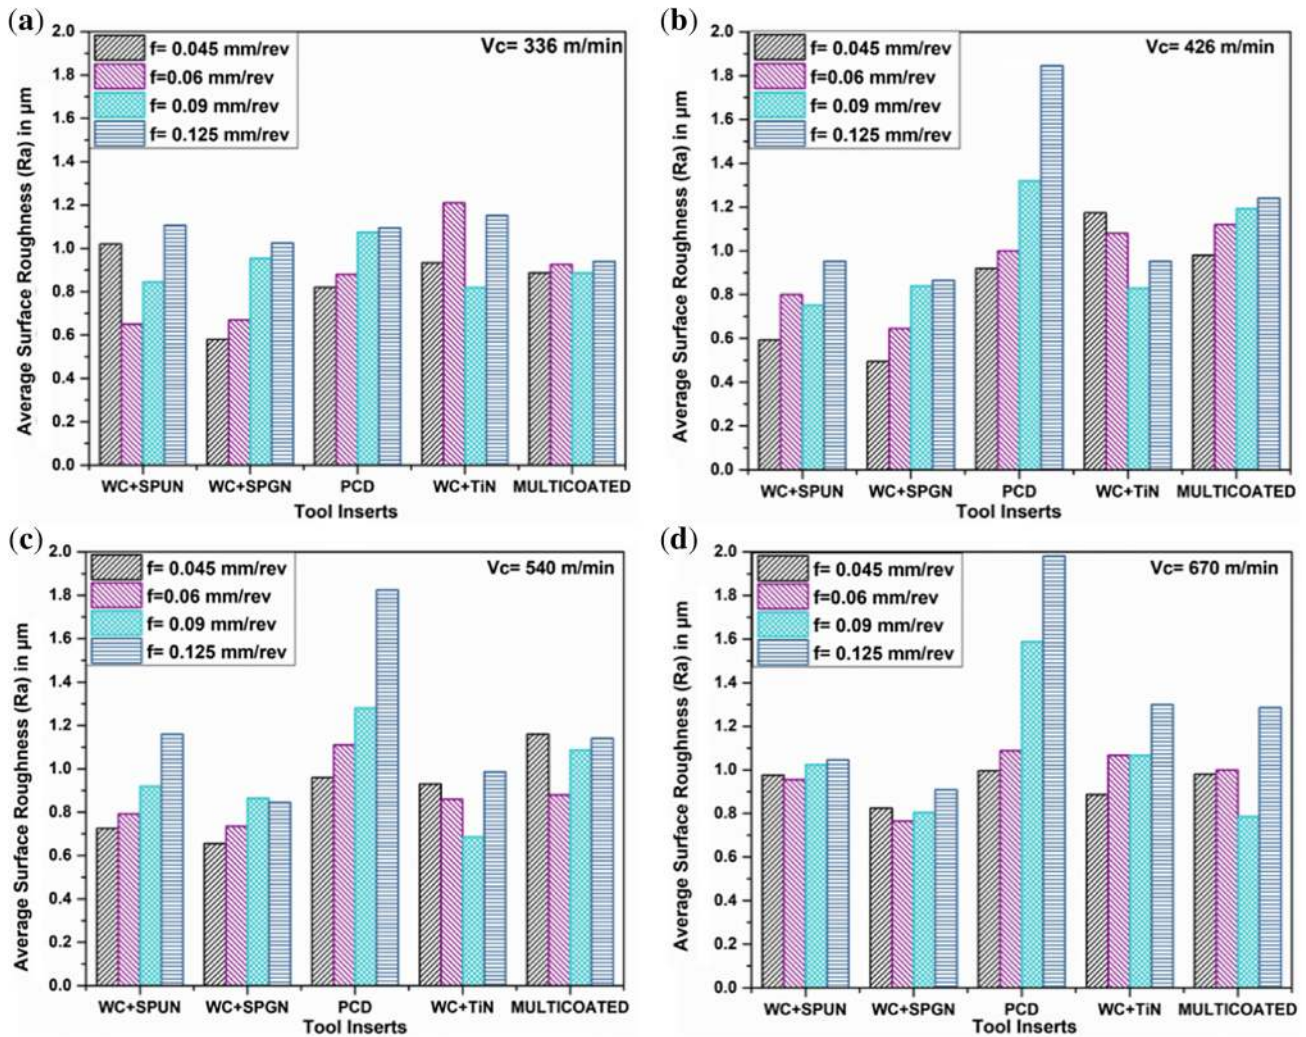 (a)
2.0
1.8
1.6
1.4
1.2
1.0
0.8
0.6
0.4
0.2
0.0
Average Surface Roughness (Ra) in µm
f= 0.045 mm/rev
f=0.06 mm/rev
f= 0.09 mm/rev
f= 0.125 mm/rev
Vc= 336 m/min
WC+SPUN WC+SPGN PCD WC+TiN MULTICOATED
Tool Inserts
(b)
2.0
1.8
1.6
1.4
1.2
1.0
0.8
0.6
0.4
0.2
0.0
Average Surface Roughness (Ra) in µm
f= 0.045 mm/rev
f=0.06 mm/rev
f= 0.09 mm/rev
f= 0.125 mm/rev
Vc= 426 m/min
WC+SPUN WC+SPGN PCD WC+TiN MULTICOATED
Tool Inserts
(c)
2.0
1.8
1.6
1.4
1.2
1.0
0.8
0.6
0.4
0.2
0.0
Average Surface Roughness (Ra) in µm
f= 0.045 mm/rev
f=0.06 mm/rev
f= 0.09 mm/rev
f= 0.125 mm/rev
Vc= 540 m/min
WC+SPUN WC+SPGN PCD WC+TiN MULTICOATED
Tool Inserts
(d)
2.0
1.8
1.6
1.4
1.2
1.0
0.8
0.6
0.4
0.2
0.0
Average Surface Roughness (Ra) in µm
f= 0.045 mm/rev
f=0.06 mm/rev
f= 0.09 mm/rev
f= 0.125 mm/rev
Vc= 670 m/min
WC+SPUN WC+SPGN PCD WC+TiN MULTICOATED
Tool Inserts